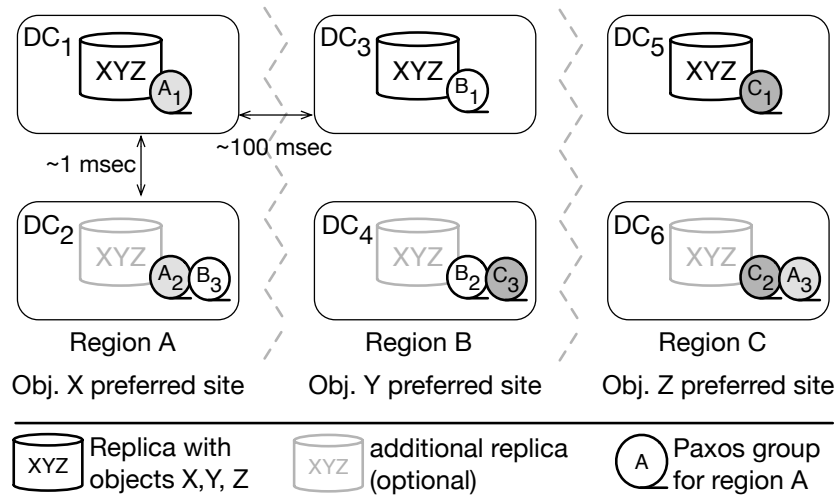 DC1
XYZ
A1
DC3
XYZ
B1
DC5
XYZ
C1
~1 msec
~100 msec
DC2
XYZ
A2
B3
DC4
XYZ
B2
C3
DC6
XYZ
C2
A3
Region A
Region B
Region C
Obj. X preferred site
Obj. Y preferred site
Obj. Z preferred site
XYZ
Replica with
objects X,Y, Z
XYZ
additional replica
(optional)
A
Paxos group
for region A